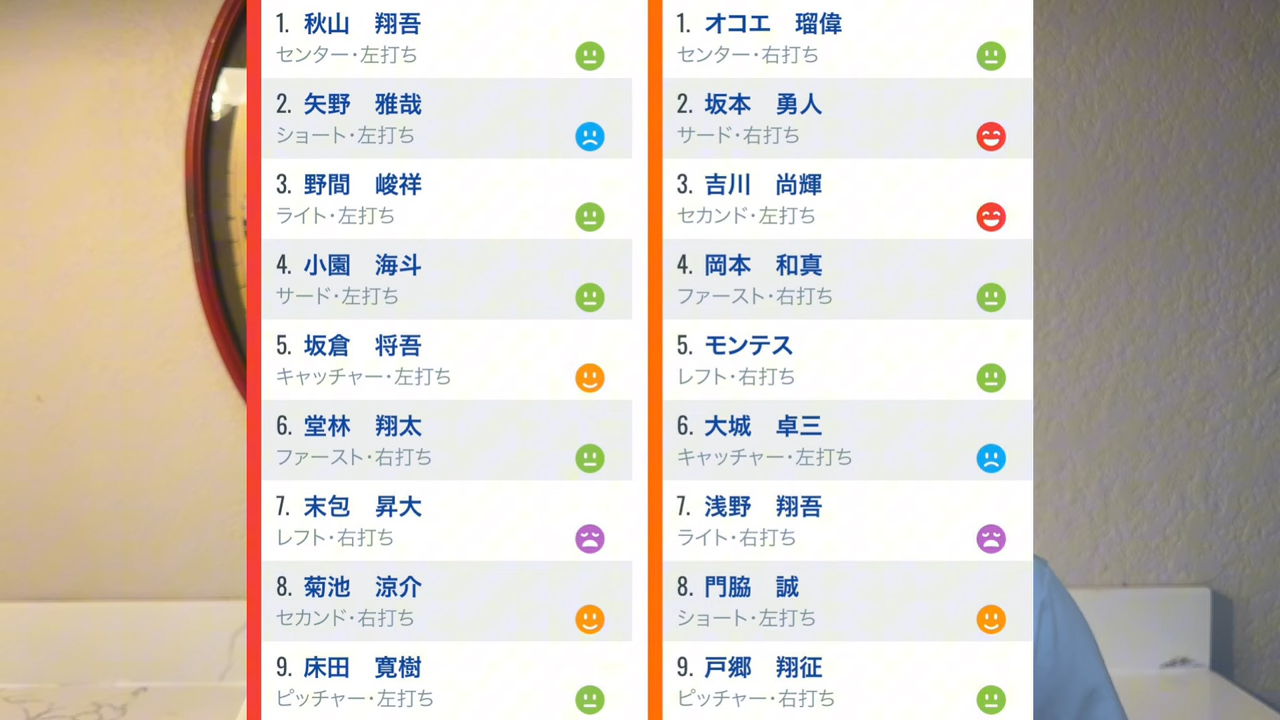 1. 秋山 翔吾
センター・左打ち
2. 矢野 雅哉
ショート・左打ち
3. 野間 峻祥
ライト・左打ち
4. 小園 海斗
サード・左打ち
5. 坂倉 将吾
キャッチャー・左打ち
6. 堂林 翔太
ファースト・右打ち
7. 末包 昇大
レフト・右打ち
8. 菊池 涼介
セカンド・右打ち
9. 床田 寛樹
ピッチャー・左打ち
1. オコエ 瑠偉
センター・右打ち
2. 坂本 勇人
サード・右打ち
3. 吉川 尚輝
セカンド・左打ち
4. 岡本 和真
ファースト・右打ち
5. モンテス
レフト・右打ち
6. 大城 卓三
キャッチャー・左打ち
7. 浅野 翔吾
ライト・右打ち
8. 門脇 誠
ショート・左打ち
9. 戸郷 翔征
ピッチャー・右打ち